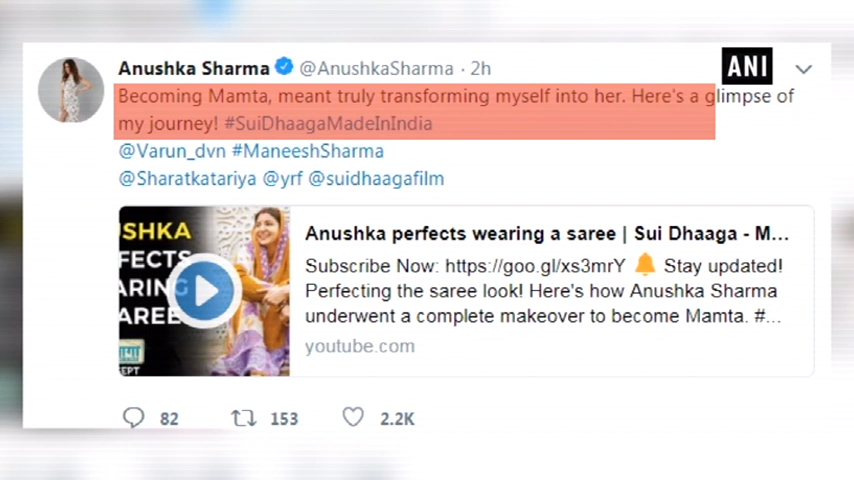 Anushka Sharma @AnushkaSharma · 2h
ANI
Becoming Mamta, meant truly transforming myself into her. Here's a glimpse of
my journey! #SuiDhaagaMadeInIndia
@Varun_dvn #ManeeshSharma
@Sharatkatariya @yrf @suidhaagafilm
USHKA
FECTS
ARING
AREE
SEPT
Anushka perfects wearing a saree | Sui Dhaaga - M...
Subscribe Now: https://goo.gl/xs3mrY 🔔 Stay updated!
Perfecting the saree look! Here's how Anushka Sharma
underwent a complete makeover to become Mamta. #...
youtube.com
82 153 2.2K